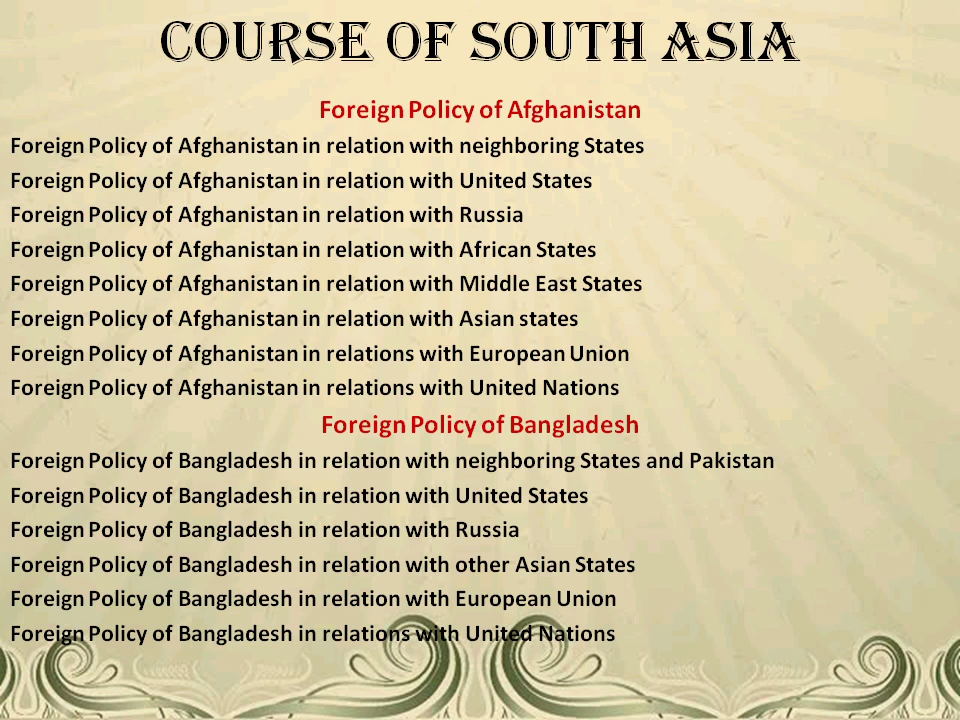 COURSE OF SOUTH ASIA
Foreign Policy of Afghanistan
Foreign Policy of Afghanistan in relation with neighboring States
Foreign Policy of Afghanistan in relation with United States
Foreign Policy of Afghanistan in relation with Russia
Foreign Policy of Afghanistan in relation with African States
Foreign Policy of Afghanistan in relation with Middle East States
Foreign Policy of Afghanistan in relation with Asian states
Foreign Policy of Afghanistan in relations with European Union
Foreign Policy of Afghanistan in relations with United Nations
Foreign Policy of Bangladesh
Foreign Policy of Bangladesh in relation with neighboring States and Pakistan
Foreign Policy of Bangladesh in relation with United States
Foreign Policy of Bangladesh in relation with Russia
Foreign Policy of Bangladesh in relation with other Asian States
Foreign Policy of Bangladesh in relation with European Union
Foreign Policy of Bangladesh in relations with United Nations